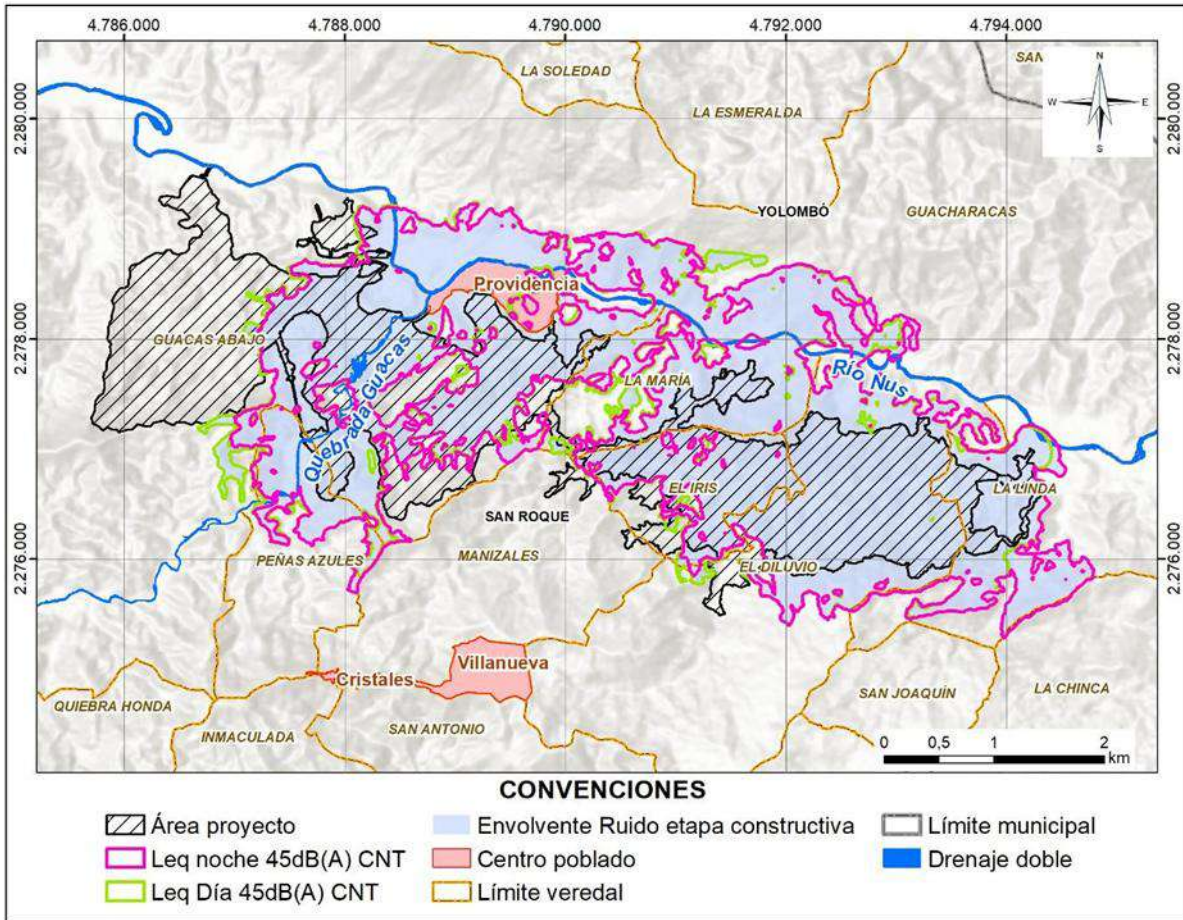 4.786.000 4.788.000 4.790.000 4.792.000 4.794.000
LA SOLEDAD
SAN
N
W E
S
2.280.000 2.280.000
LA ESMERALDA
YOLOMBÓ
GUACHARACAS
Providencia
2.278.000 2.278.000
GUACAS ABAJO
LA MARÍA
Río Nus
Quebrada Guacas
EL IRIS
LA LINDA
SAN ROQUE
2.276.000 2.276.000
PEÑAS AZULES
MANIZALES
EL DILUVIO
Villanueva
Cristales
QUIEBRA HONDA
SAN JOAQUÍN
LA CHINCA
INMACULADA
SAN ANTONIO
0 0,5 1 2
km
CONVENCIONES
Área proyecto
Envolvente Ruido etapa constructiva
Límite municipal
Leq noche 45dB(A) CNT
Centro poblado
Drenaje doble
Leq Día 45dB(A) CNT
Límite veredal